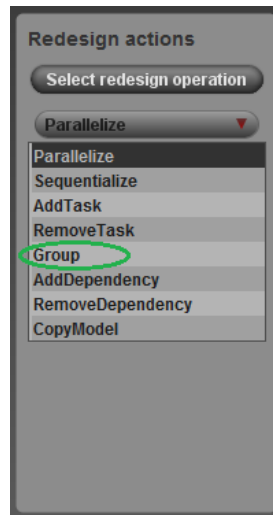 Redesign actions
Select redesign operation
Parallelize
Parallelize
Sequentialize
AddTask
RemoveTask
Group
AddDependency
RemoveDependency
CopyModel